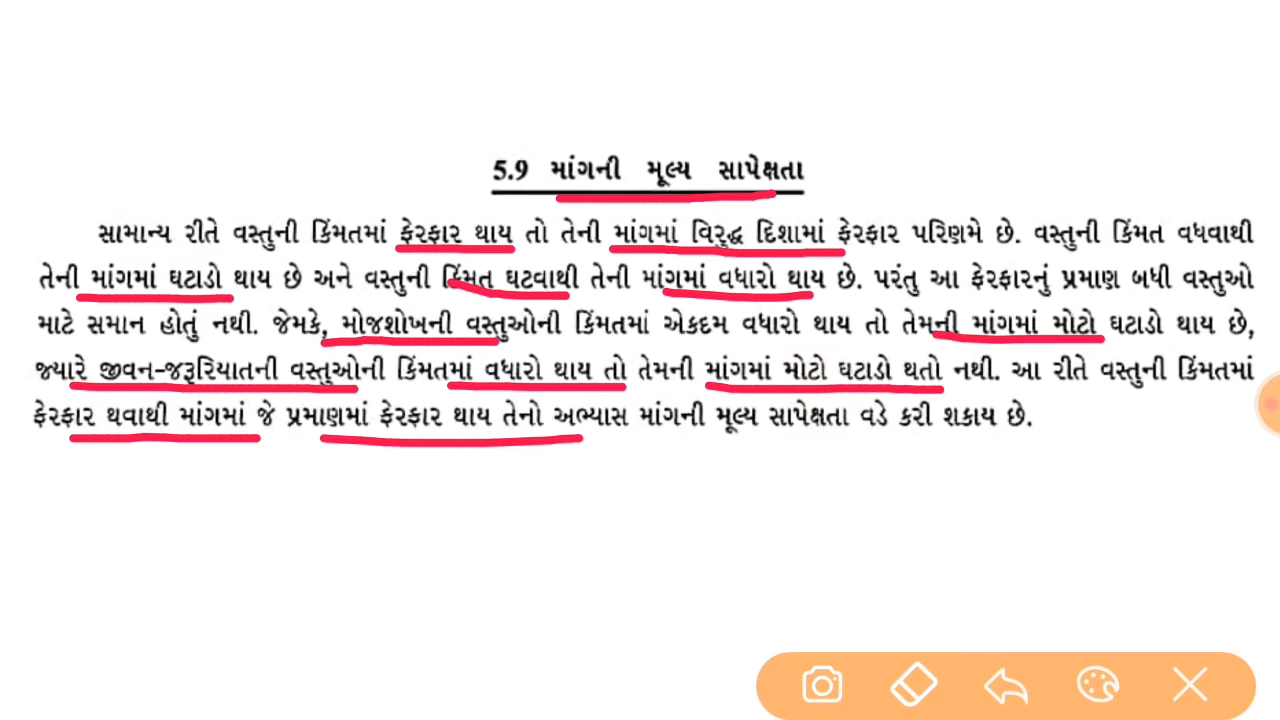 5.9 માંગની મૂલ્ય સાપેક્ષતા
સામાન્ય રીતે વસ્તુની કિંમતમાં ફેરફાર થાય તો તેની માંગમાં વિરુદ્ધ દિશામાં ફેરફાર પરિણમે છે. વસ્તુની કિંમત વધવાથી
તેની માંગમાં ઘટાડો થાય છે અને વસ્તુની કિંમત ઘટવાથી તેની માંગમાં વધારો થાય છે. પરંતુ આ ફેરફારનું પ્રમાણ બધી વસ્તુઓ
માટે સમાન હોતું નથી. જેમકે, મોજશોખની વસ્તુઓની કિંમતમાં એકદમ વધારો થાય તો તેમની માંગમાં મોટો ઘટાડો થાય છે,
જ્યારે જીવન-જરૂરિયાતની વસ્તુઓની કિંમતમાં વધારો થાય તો તેમની માંગમાં મોટો ઘટાડો થતો નથી. આ રીતે વસ્તુની કિંમતમાં
ફેરફાર થવાથી માંગમાં જે પ્રમાણમાં ફેરફાર થાય તેનો અભ્યાસ માંગની મૂલ્ય સાપેક્ષતા વડે કરી શકાય છે.